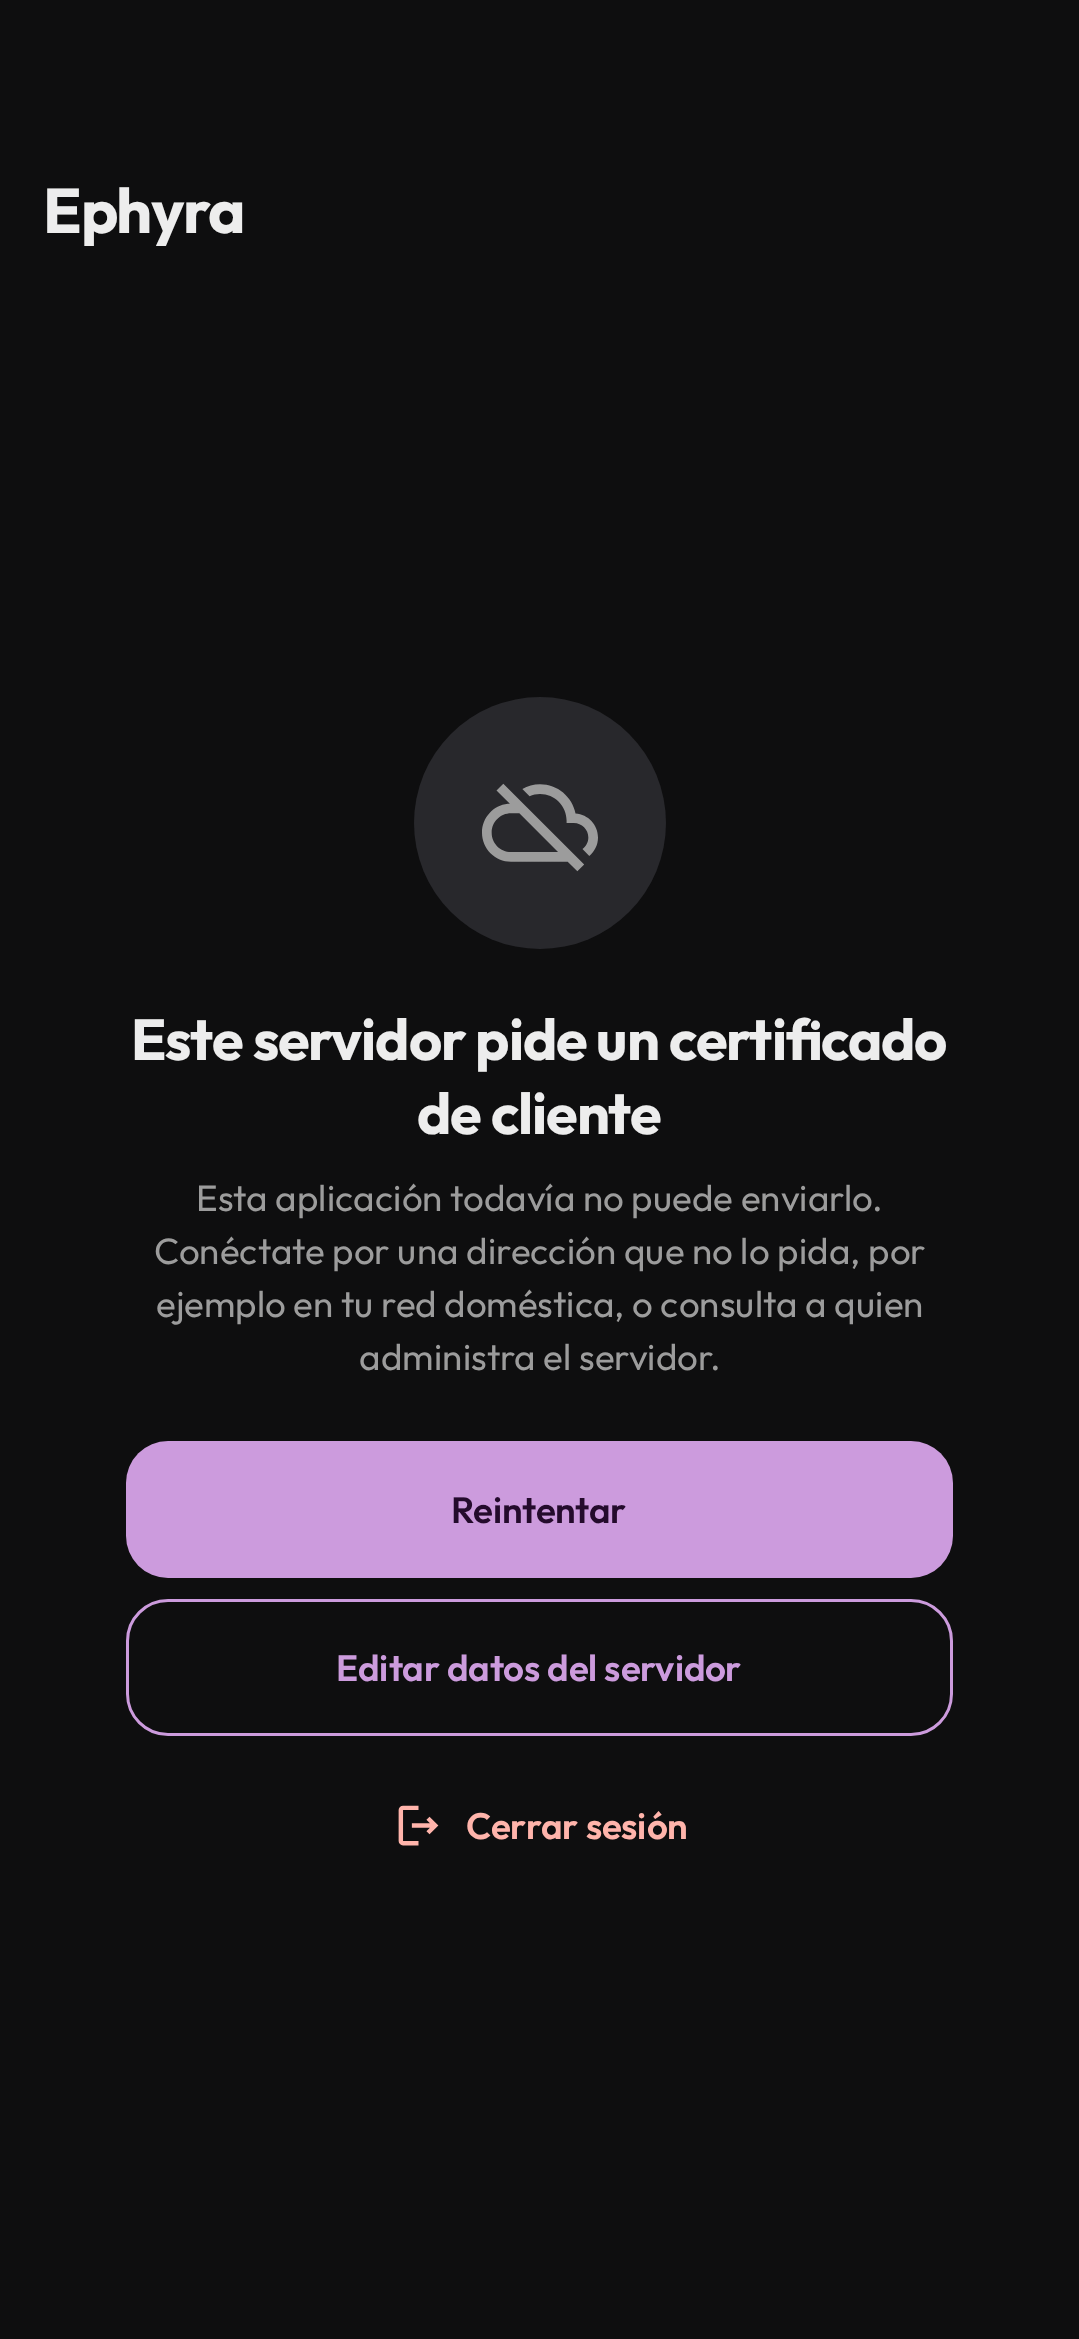 Ephyra
Este servidor pide un certificado
de cliente
Esta aplicación todavía no puede enviarlo.
Conéctate por una dirección que no lo pida, por
ejemplo en tu red doméstica, o consulta a quien
administra el servidor.
Reintentar
Editar datos del servidor
Cerrar sesión